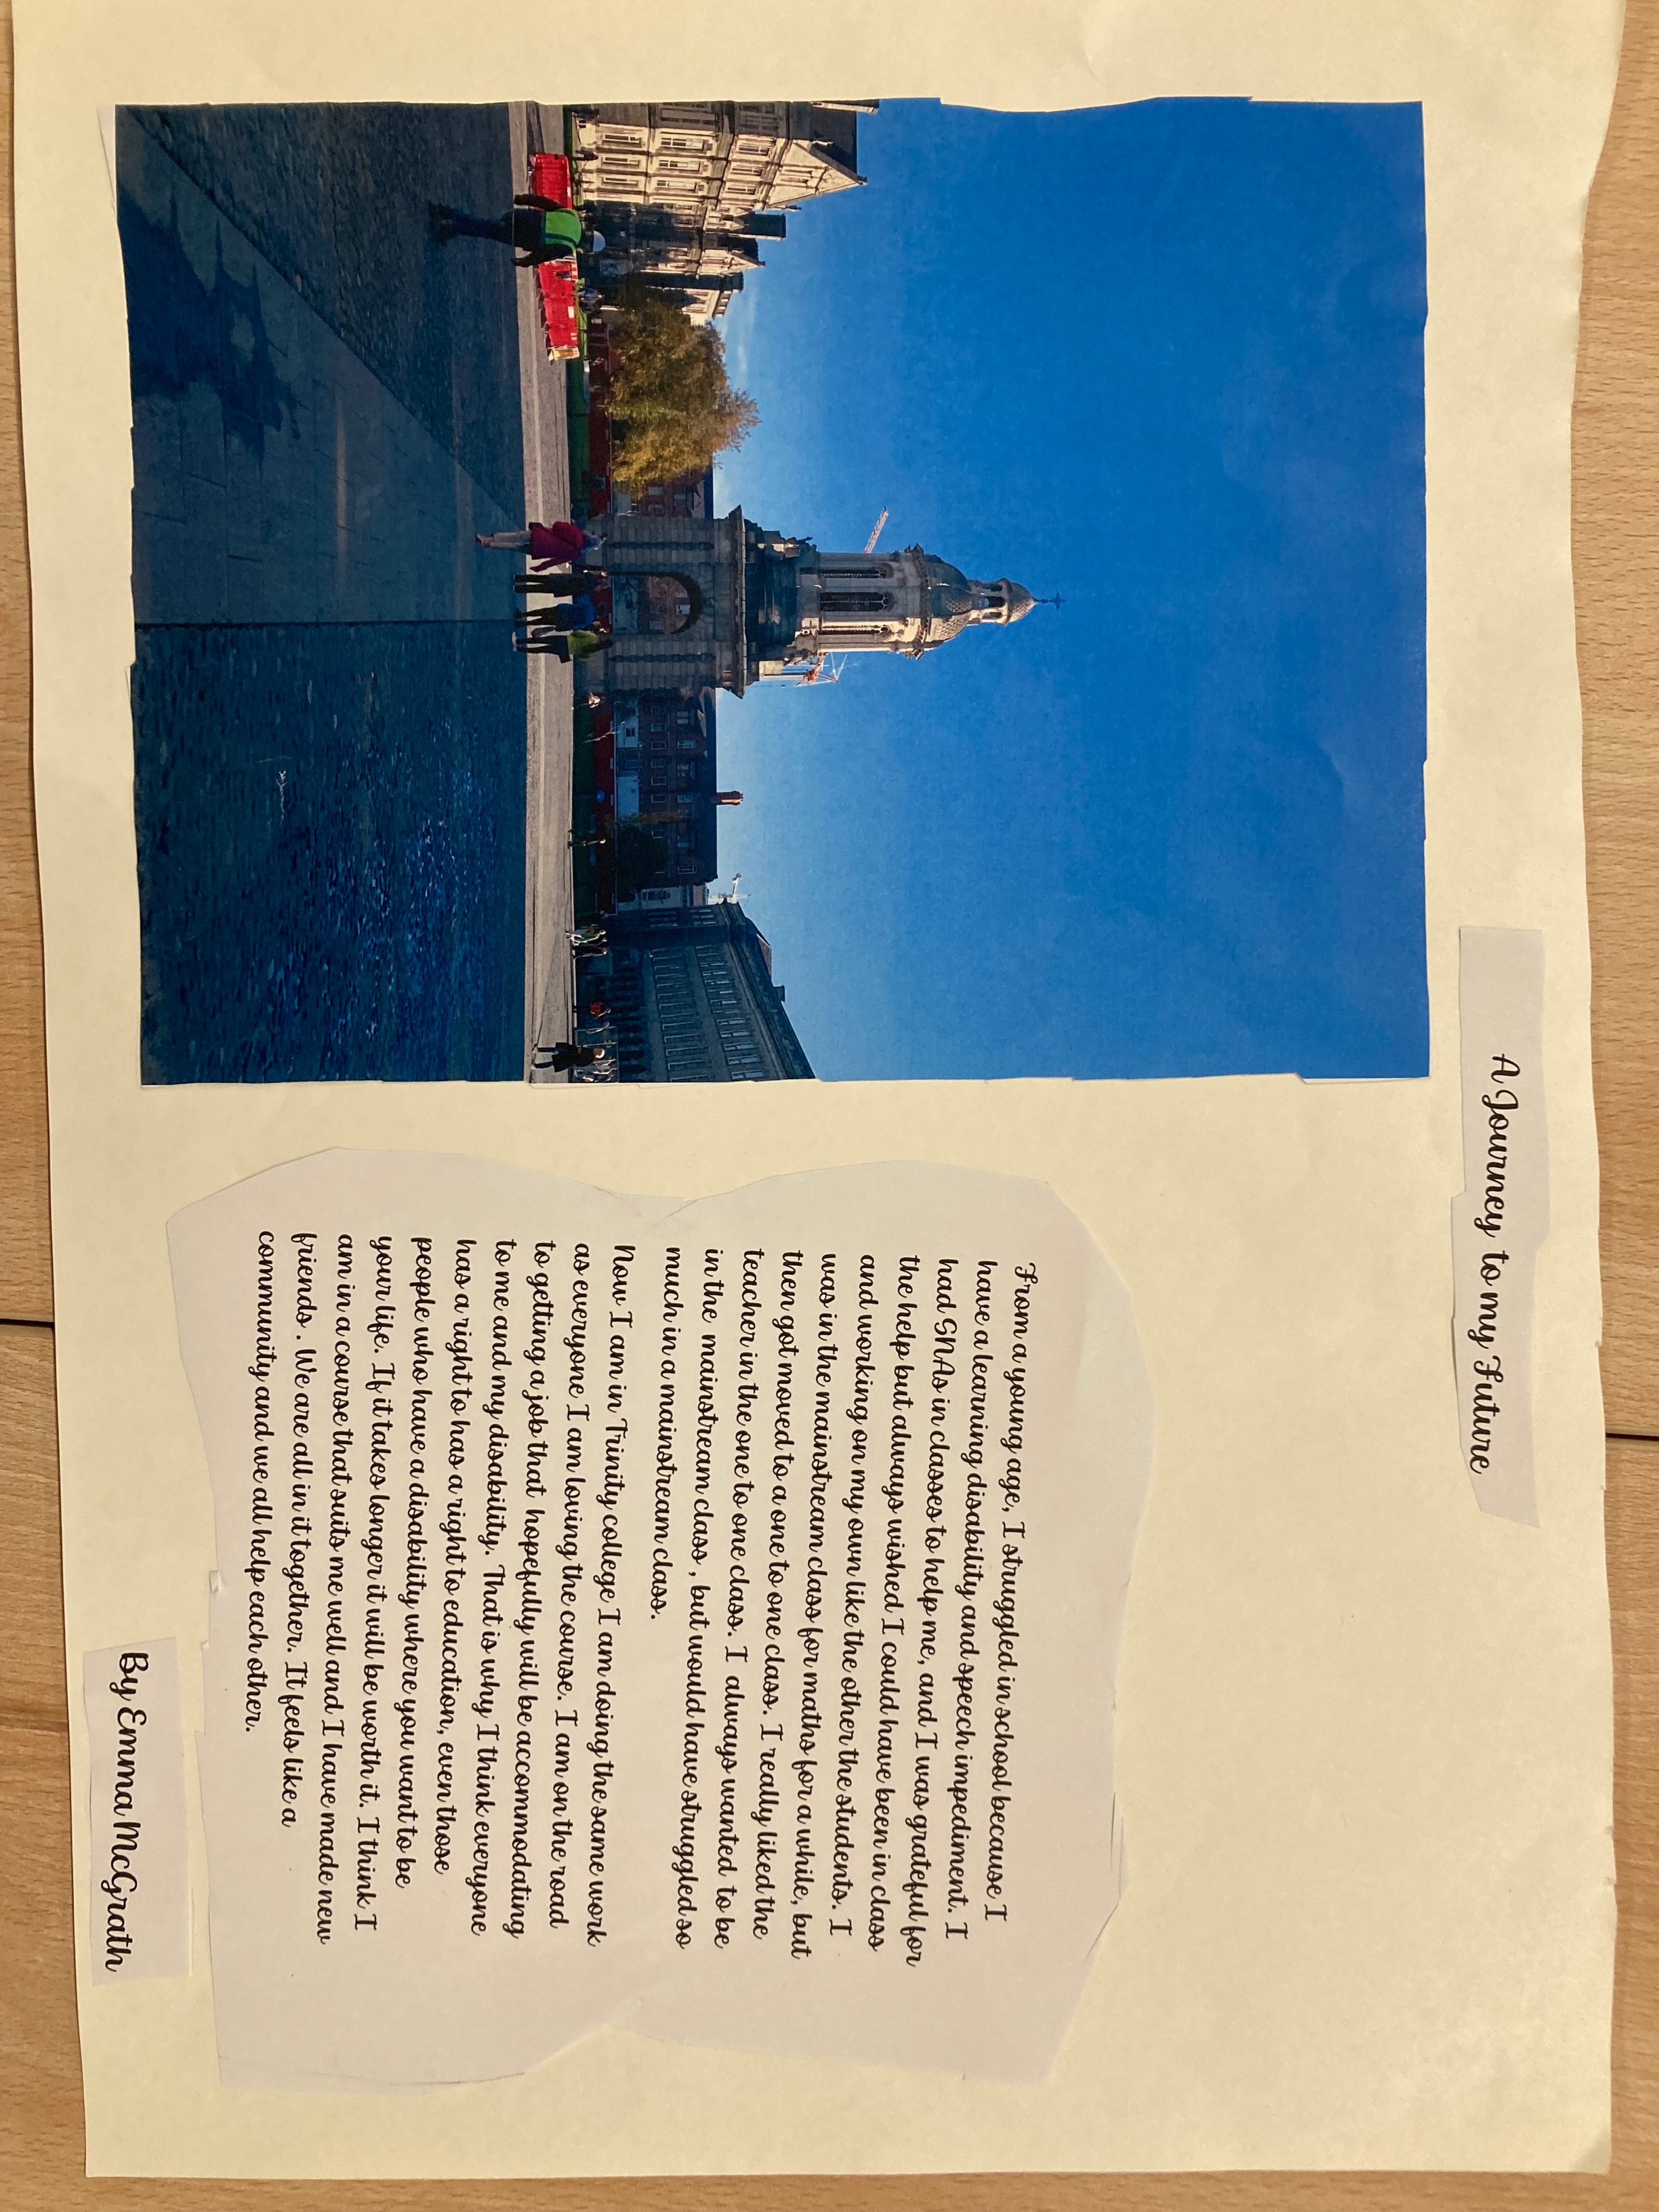 A Journey to my Future
From a young age, I struggled in school because I
have a learning disability and speech impediment. I
had SNAs in classes to help me, and I was grateful for
the help but always wished I could have been in class
and working on my own like the other the students. I
was in the mainstream class for maths for a while, but
then got moved to a one to one class. I really liked the
teacher in the one to one class. I always wanted to be
in the mainstream class , but would have struggled so
much in a mainstream class.
Now I am in Trinity college I am doing the same work
as everyone I am loving the course. I am on the road
to getting a job that hopefully will be accommodating
to me and my disability. That is why I think everyone
has a right to has a right to education, even those
people who have a disability where you want to be
your life. If it takes longer it will be worth it. I think I
am in a course that suits me well and I have made new
friends . We are all in it together. It feels like a
community and we all help each other.
By Emma McGrath